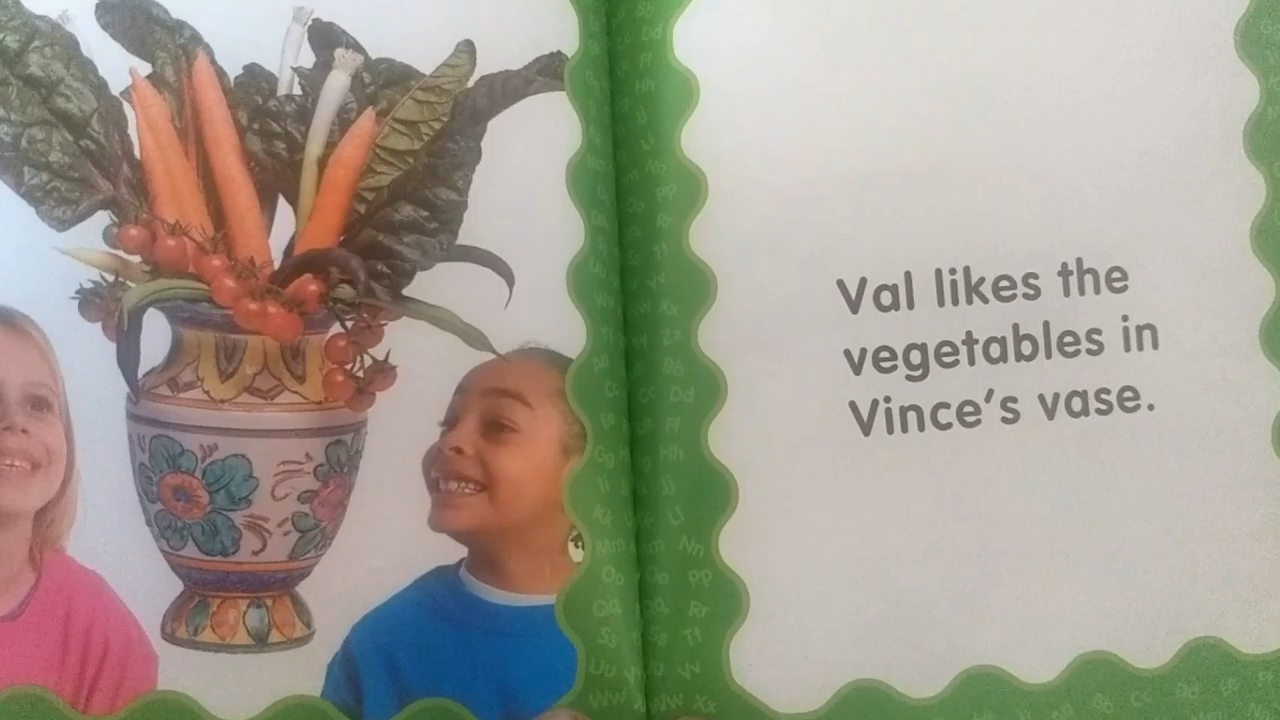 Val likes the
vegetables in
Vince's vase.